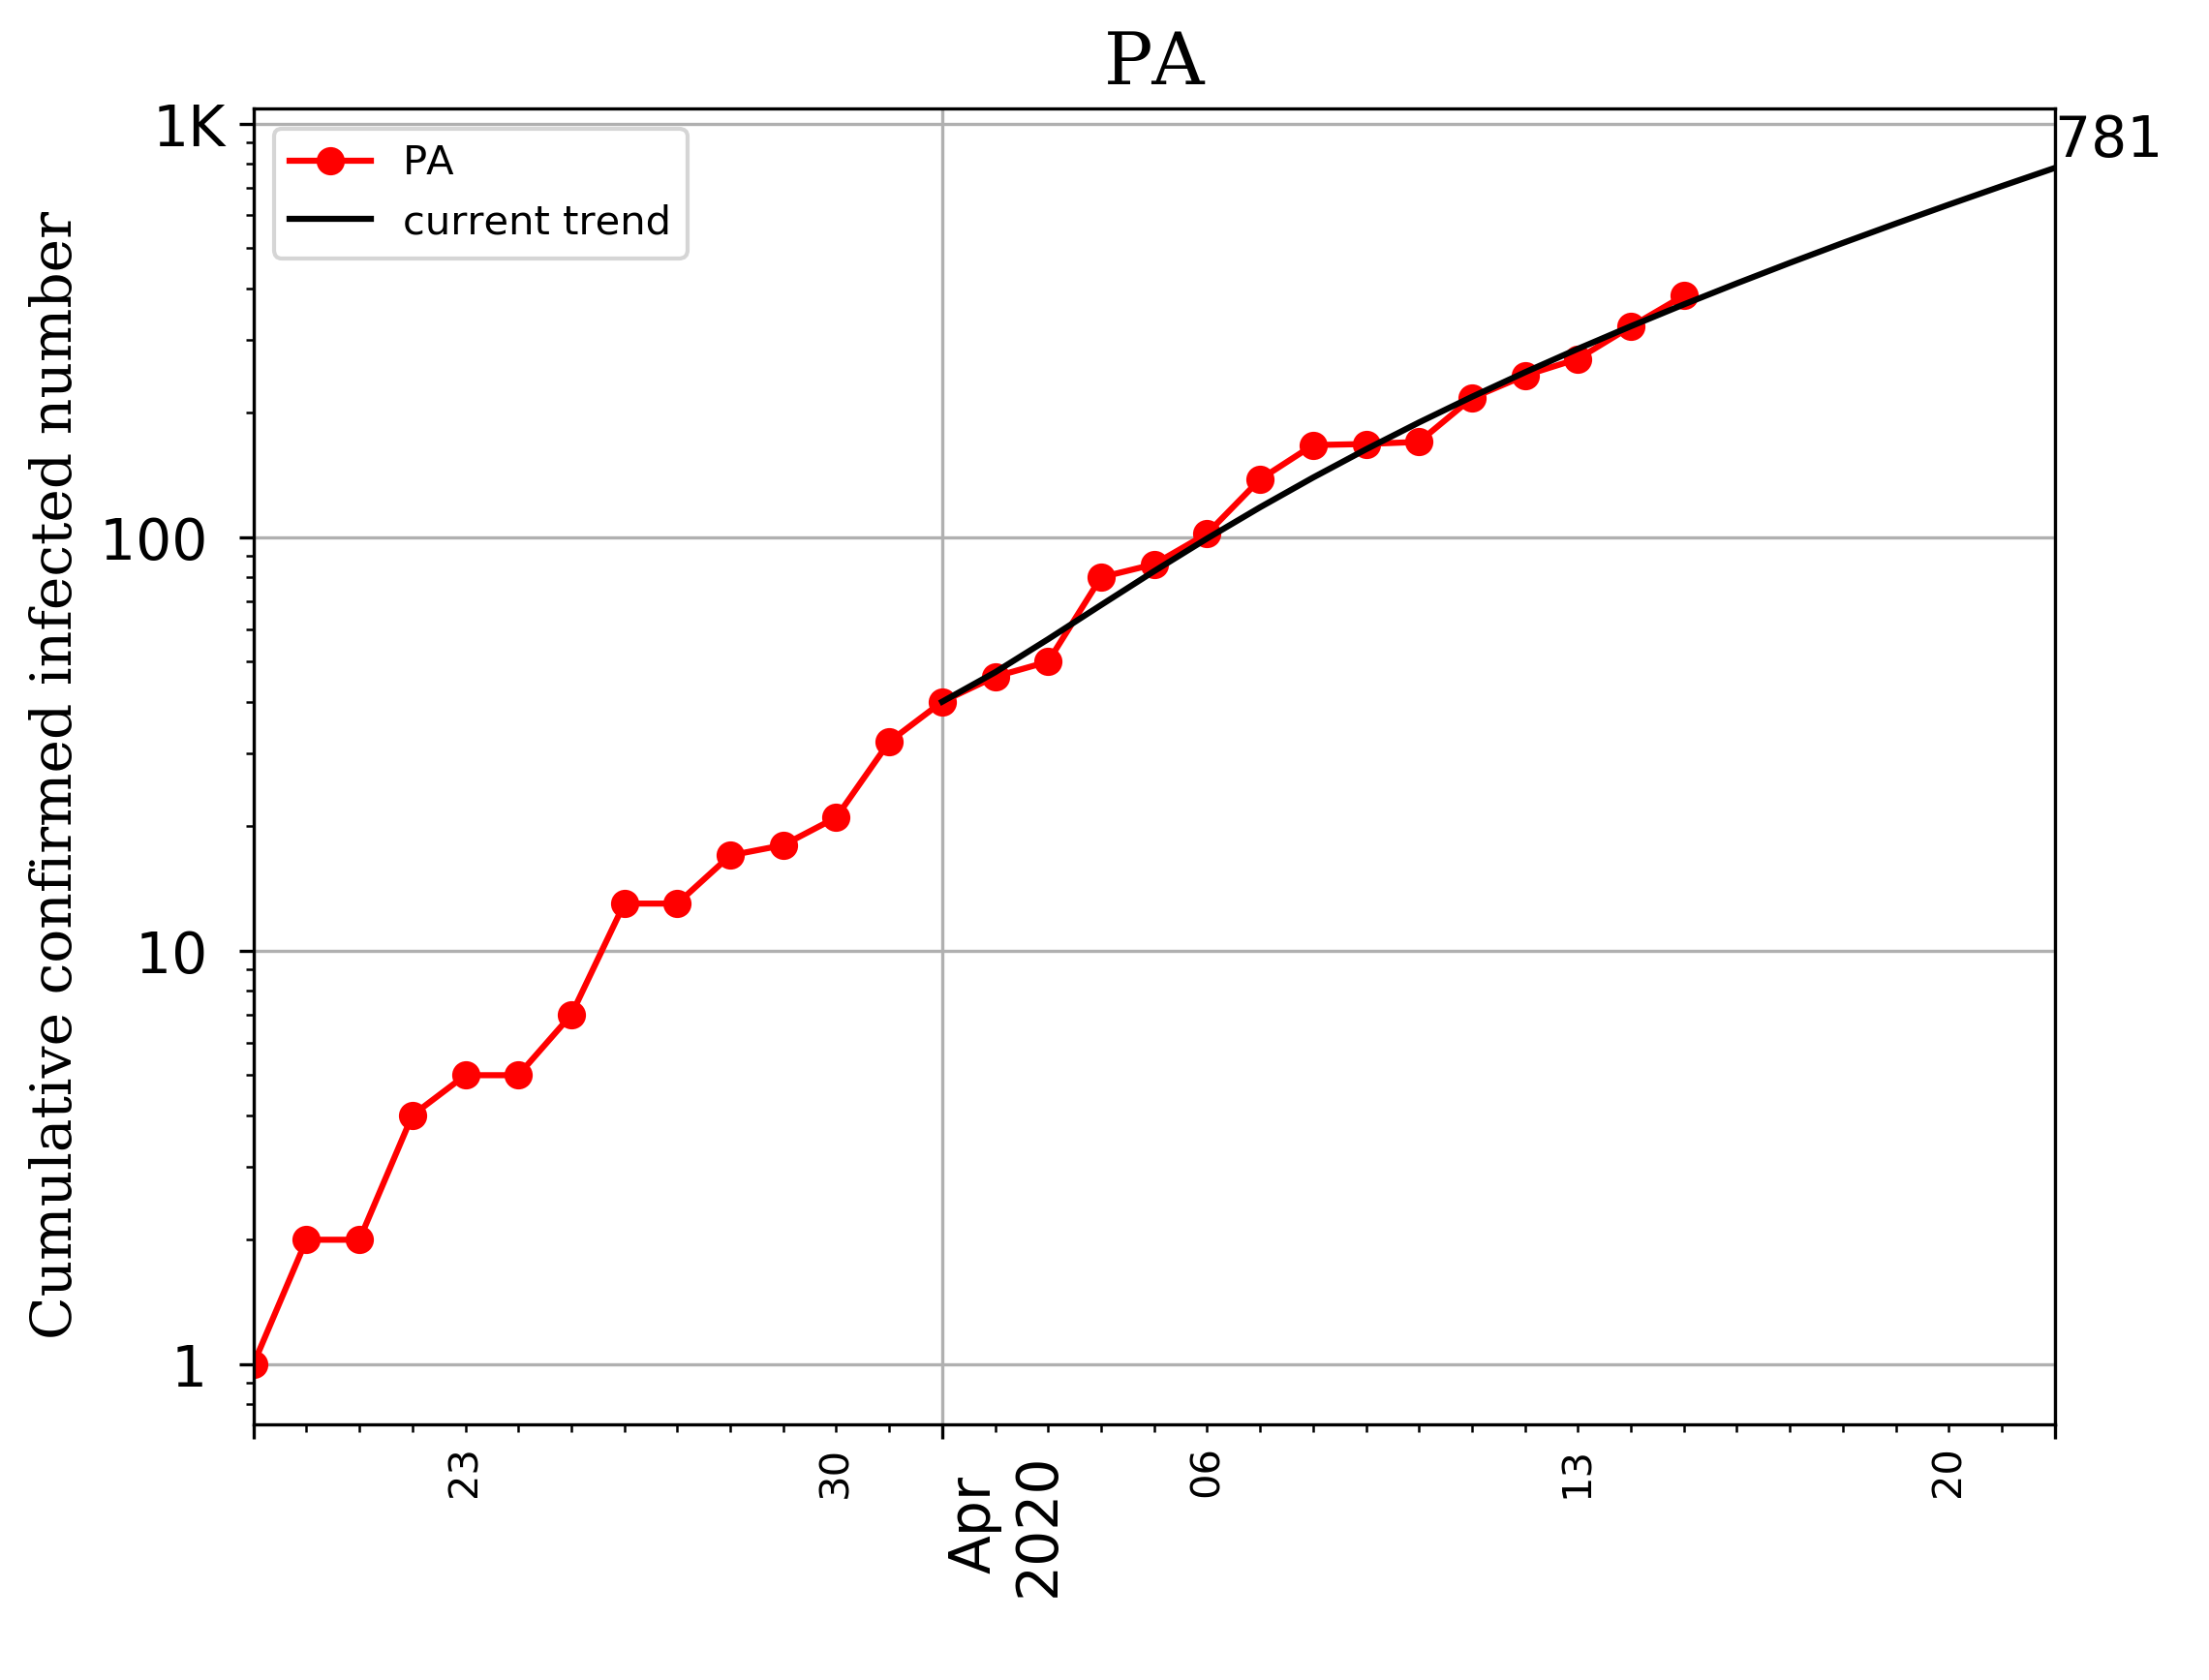 PA
1K
781
PA
current trend
Cumulative confirmed infected number
100
10
1
23
30
Apr
2020
06
13
20